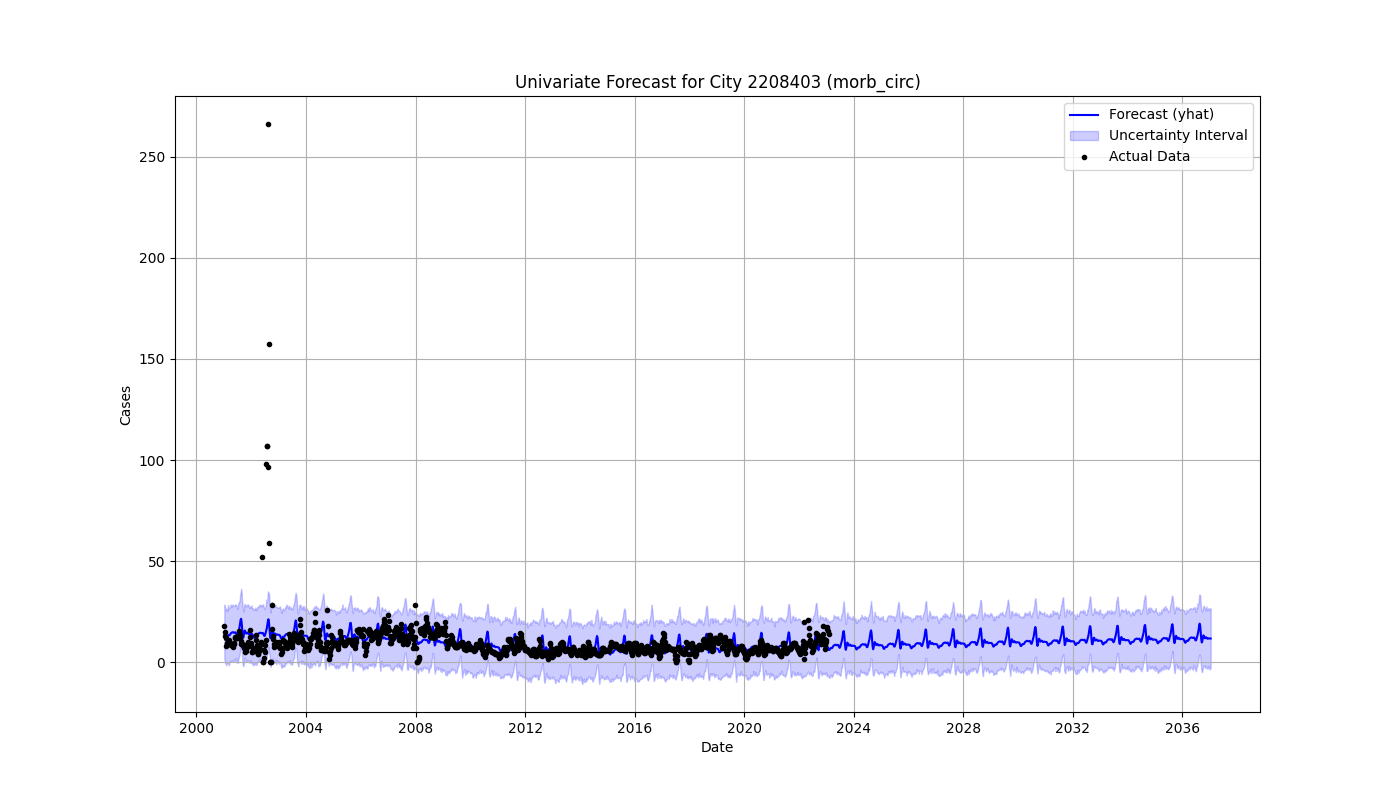 Univariate Forecast for City 2208403 (morb_circ)
Forecast (yhat)
Uncertainty Interval
Actual Data
250
200
150
100
50
0
Cases
2000 2004 2008 2012 2016 2020 2024 2028 2032 2036
Date